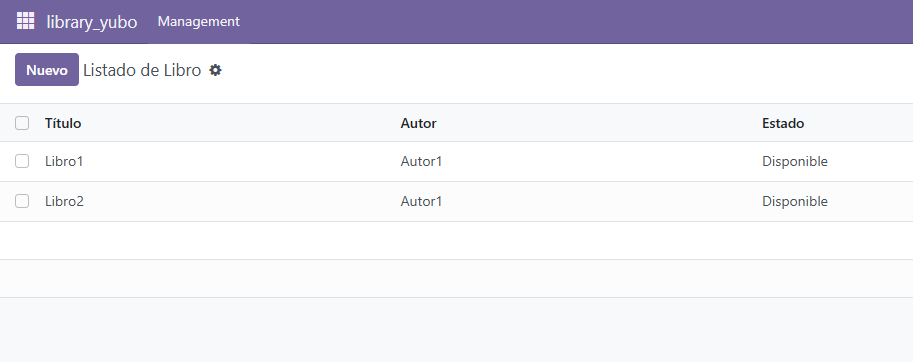 library_yubo Management
Nuevo Listado de Libro
Título Autor Estado
Libro1 Autor1 Disponible
Libro2 Autor1 Disponible